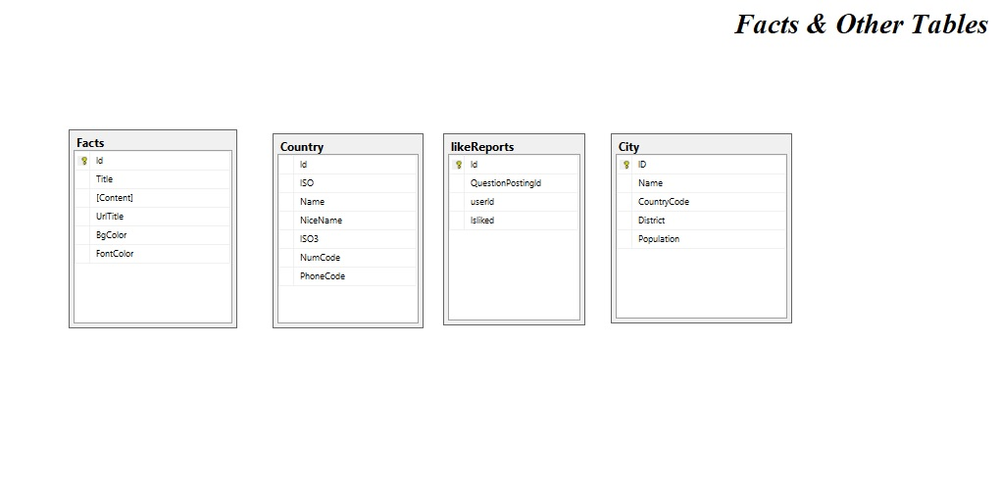 Facts & Other Tables
Facts
Id
Title
[Content]
UrlTitle
BgColor
FontColor
Country
Id
ISO
Name
NiceName
ISO3
NumCode
PhoneCode
likeReports
Id
QuestionPostingId
userId
Isliked
City
ID
Name
CountryCode
District
Population